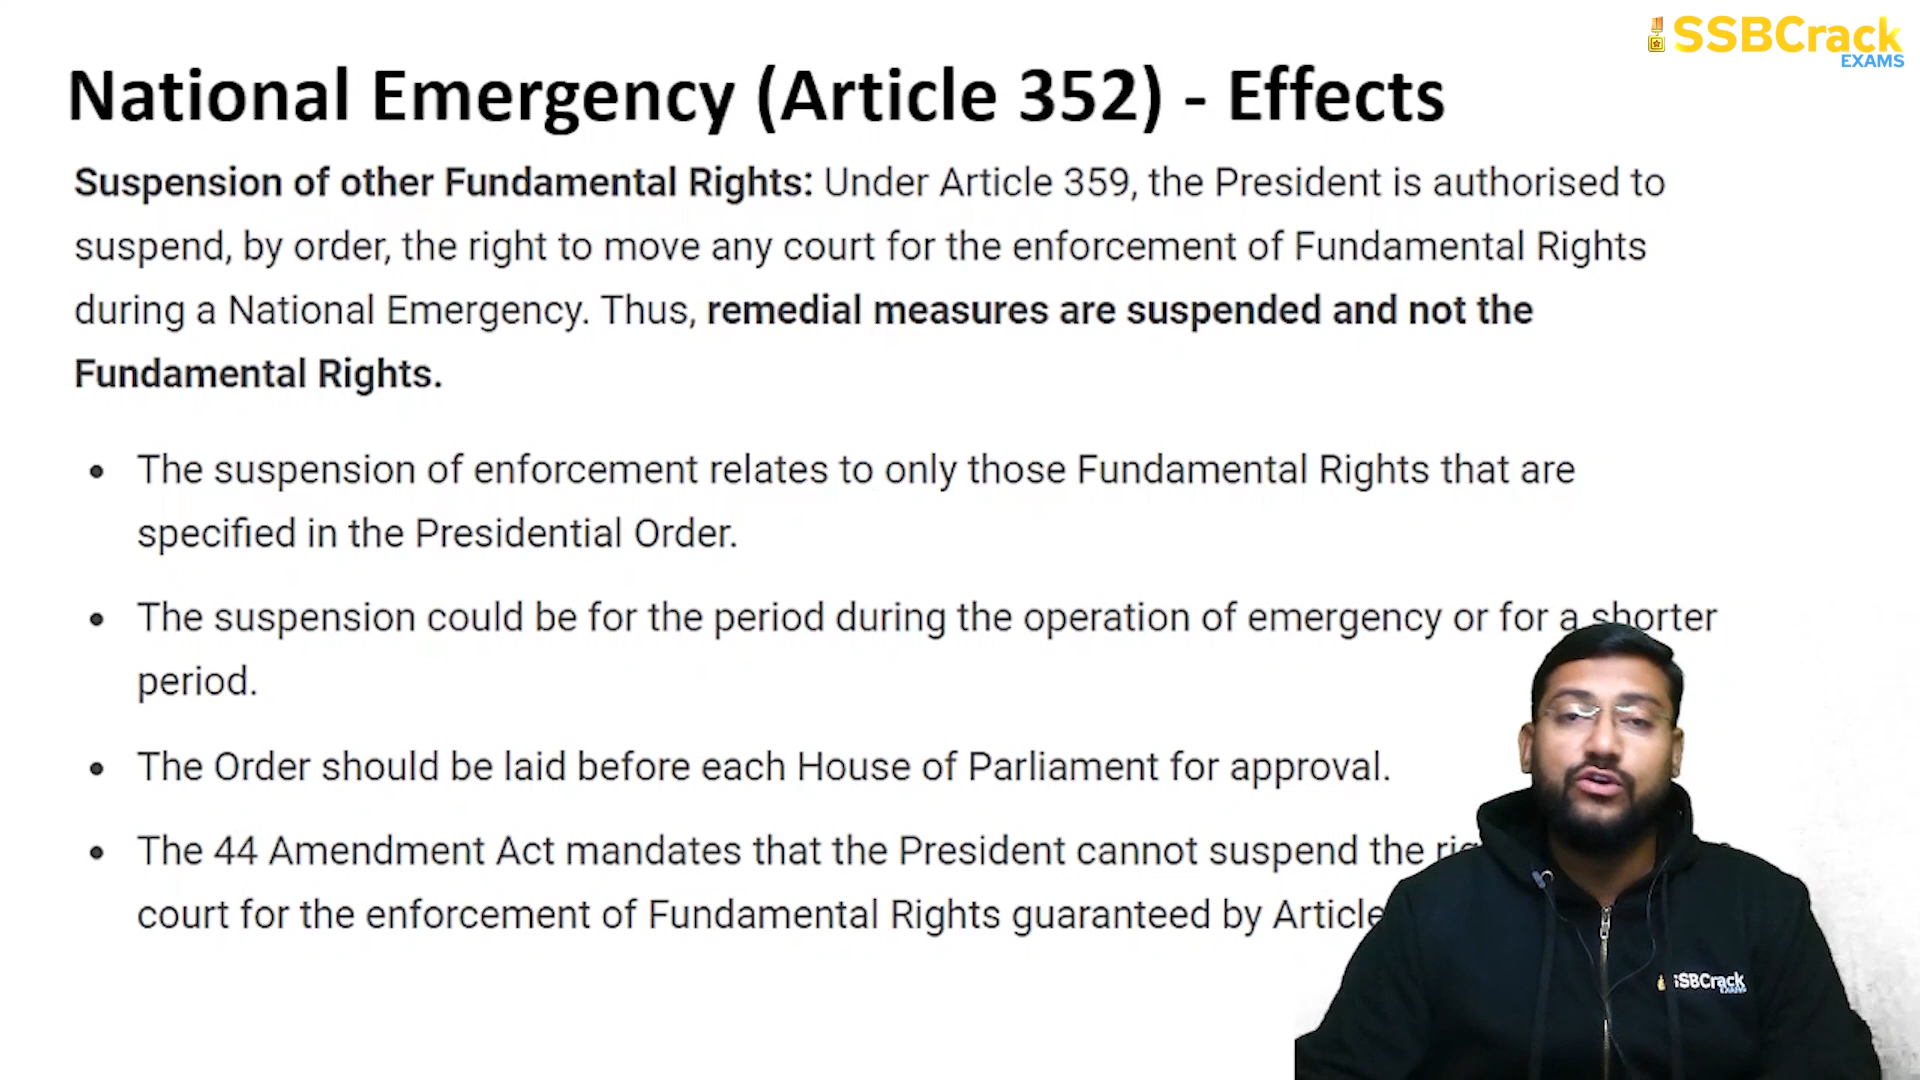 SSBCrack
EXAMS
National Emergency (Article 352) - Effects
Suspension of other Fundamental Rights: Under Article 359, the President is authorised to
suspend, by order, the right to move any court for the enforcement of Fundamental Rights
during a National Emergency. Thus, remedial measures are suspended and not the
Fundamental Rights.
• The suspension of enforcement relates to only those Fundamental Rights that are
specified in the Presidential Order.
• The suspension could be for the period during the operation of emergency or for a shorter
period.
• The Order should be laid before each House of Parliament for approval.
• The 44 Amendment Act mandates that the President cannot suspend the
court for the enforcement of Fundamental Rights guaranteed by Article
SSBCrack
EXAMS